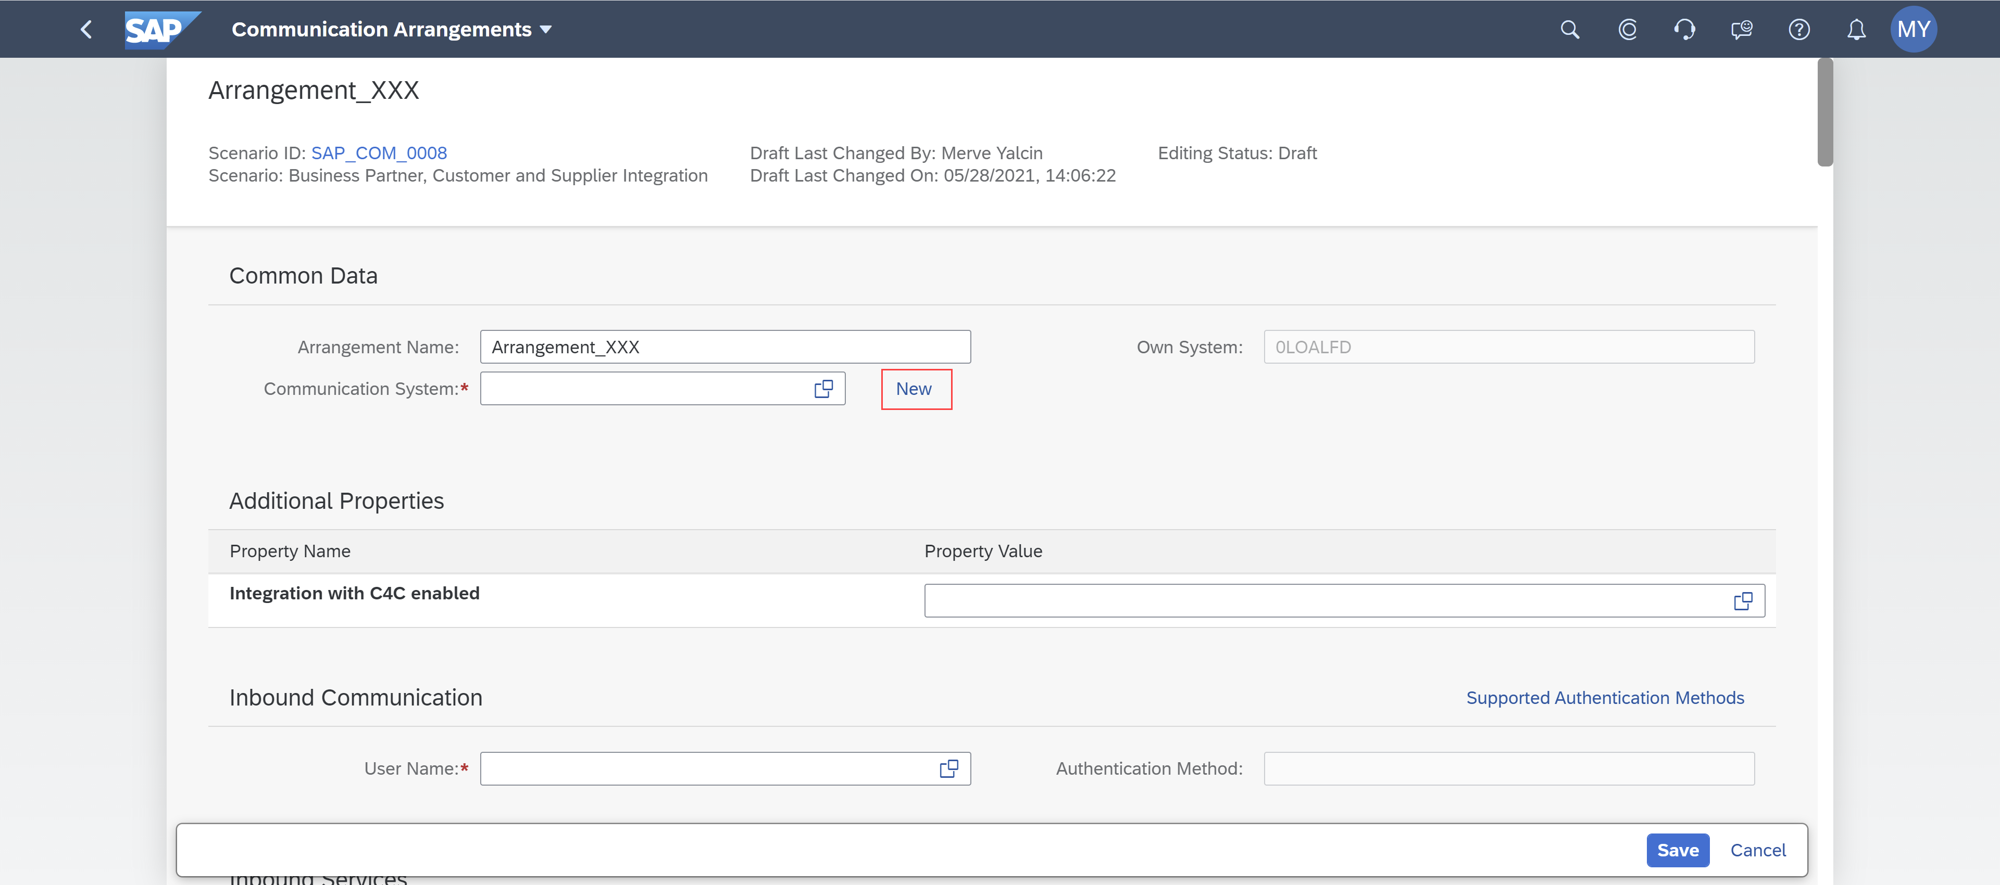 SAP
Communication Arrangements
MY
Arrangement_XXX
Scenario ID: SAP_COM_0008
Scenario: Business Partner, Customer and Supplier Integration
Draft Last Changed By: Merve Yalcin
Draft Last Changed On: 05/28/2021, 14:06:22
Editing Status: Draft
Common Data
Arrangement Name: Arrangement_XXX
Own System: 0LOALFD
Communication System:*
New
Additional Properties
Property Name Property Value
Integration with C4C enabled
Inbound Communication
Supported Authentication Methods
User Name:*
Authentication Method:
Save Cancel
Inbound Services